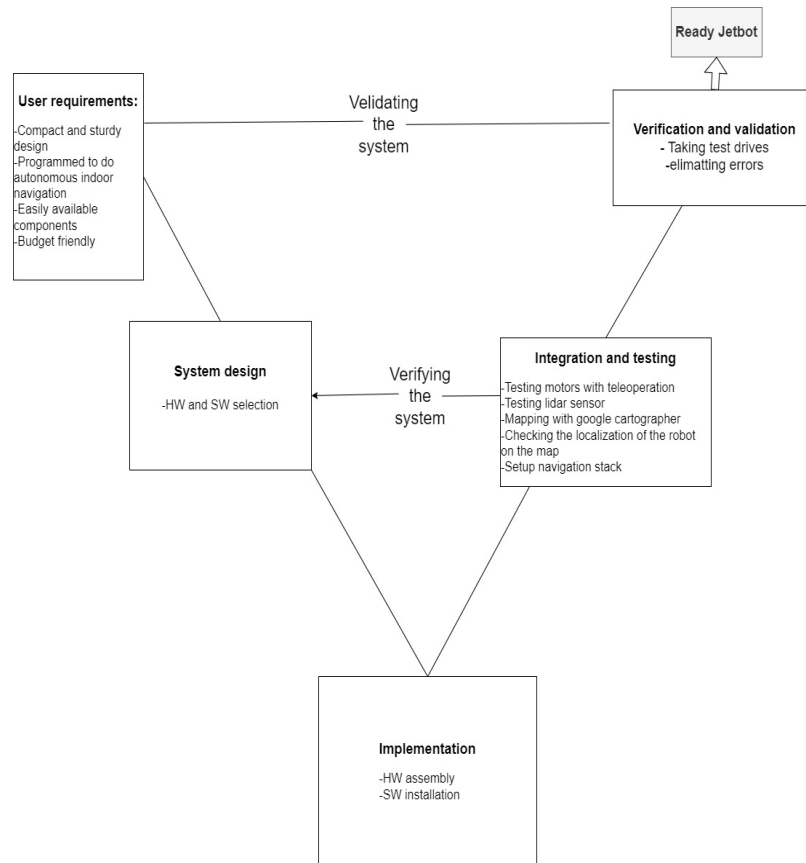 Ready Jetbot
User requirements:
-Compact and sturdy
design
-Programmed to do
autonomous indoor
navigation
-Easily available
components
-Budget friendly
Velidating
the
system
Verification and validation
- Taking test drives
-elimatting errors
System design
-HW and SW selection
Verifying
the
system
Integration and testing
-Testing motors with teleoperation
-Testing lidar sensor
-Mapping with google cartographer
-Checking the localization of the robot
on the map
-Setup navigation stack
Implementation
-HW assembly
-SW installation